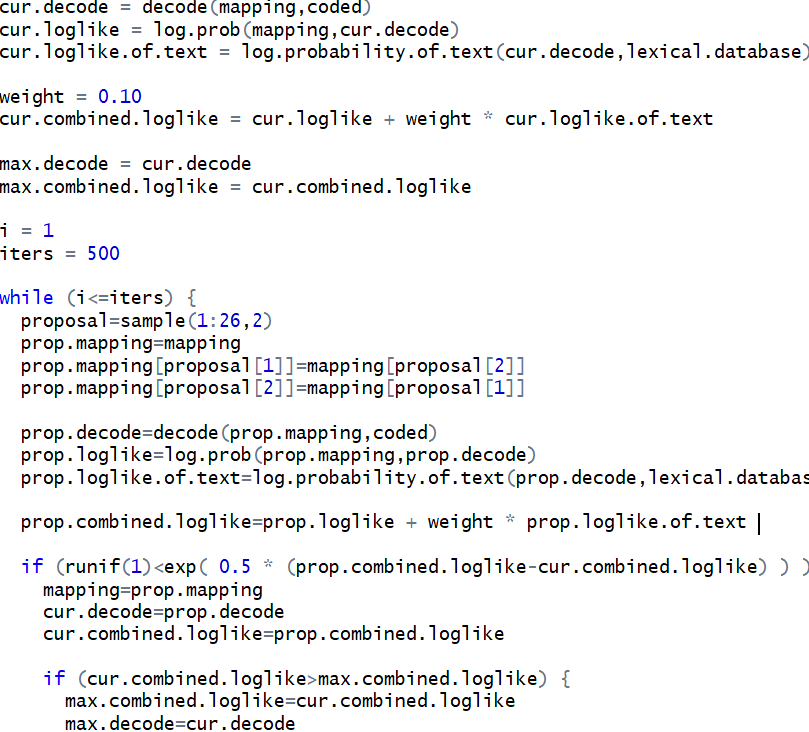 cur.decode = decode(mapping,coded)
cur.loglike = log.prob(mapping,cur.decode)
cur.loglike.of.text = log.probability.of.text(cur.decode,lexical.database)
weight = 0.10
cur.combined.loglike = cur.loglike + weight * cur.loglike.of.text
max.decode = cur.decode
max.combined.loglike = cur.combined.loglike
i = 1
iters = 500
while (i<=iters) {
proposal=sample(1:26,2)
prop.mapping=mapping
prop.mapping[proposal[1]]=mapping[proposal[2]]
prop.mapping[proposal[2]]=mapping[proposal[1]]
prop.decode=decode(prop.mapping,coded)
prop.loglike=log.prob(prop.mapping,prop.decode)
prop.loglike.of.text=log.probability.of.text(prop.decode,lexical.databas
prop.combined.loglike=prop.loglike + weight * prop.loglike.of.text
if (runif(1)<exp( 0.5 * (prop.combined.loglike-cur.combined.loglike) ) )
mapping=prop.mapping
cur.decode=prop.decode
cur.combined.loglike=prop.combined.loglike
if (cur.combined.loglike>max.combined.loglike) {
max.combined.loglike=cur.combined.loglike
max.decode=cur.decode